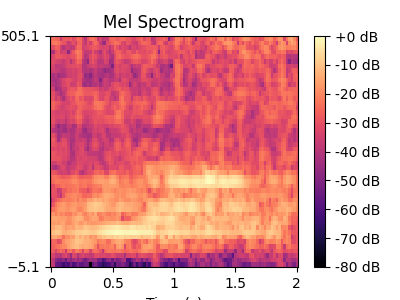 Mel Spectrogram
505.1
-5.1
0
0.5
1
1.5
2
+0 dB
-10 dB
-20 dB
-30 dB
-40 dB
-50 dB
-60 dB
-70 dB
-80 dB